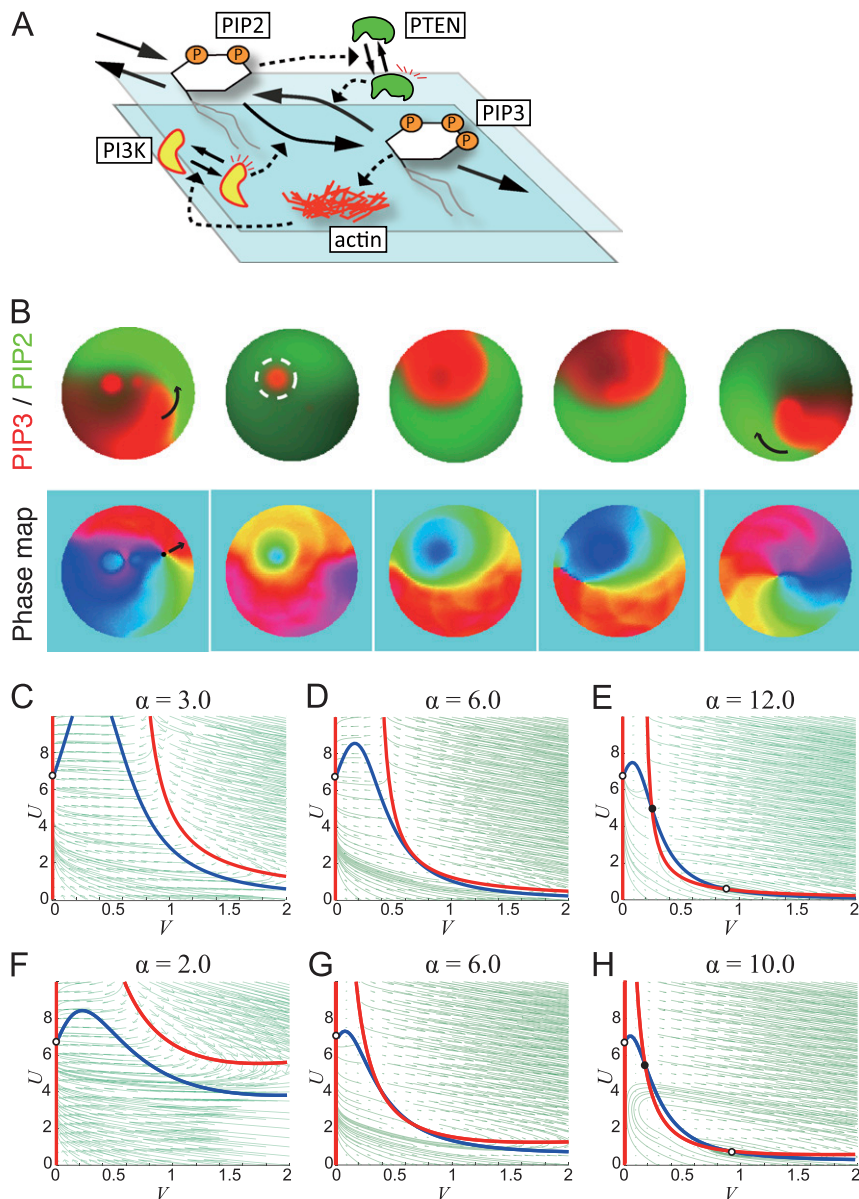 A
PIP2
PTEN
P P
PIP3
P P P
PI3K
actin
B
PIP3 / PIP2
Phase map
C α = 3.0
D α = 6.0
E α = 12.0
U
8
6
4
2
0
0 0.5 1 1.5 2
V
U
8
6
4
2
0
0 0.5 1 1.5 2
V
U
8
6
4
2
0
0 0.5 1 1.5 2
V
F α = 2.0
G α = 6.0
H α = 10.0
U
8
6
4
2
0
0 0.5 1 1.5 2
V
U
8
6
4
2
0
0 0.5 1 1.5 2
V
U
8
6
4
2
0
0 0.5 1 1.5 2
V